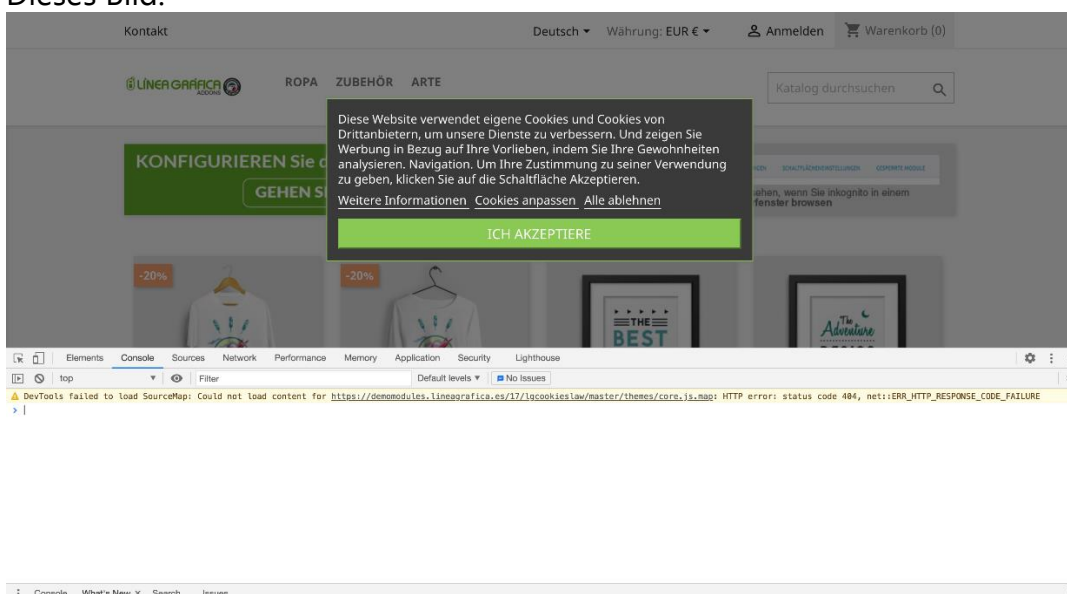 Dieses Bild:
Kontakt
Deutsch Währung: EUR € Anmelden Warenkorb (0)
LÍNEA GRÁFICA
ADDONS
ROPA ZUBEHÖR ARTE
Katalog durchsuchen
Diese Website verwendet eigene Cookies und Cookies von
Drittanbietern, um unsere Dienste zu verbessern. Und zeigen Sie
Werbung in Bezug auf Ihre Vorlieben, indem Sie Ihre Gewohnheiten
analysieren. Navigation. Um Ihre Zustimmung zu seiner Verwendung
zu geben, klicken Sie auf die Schaltfläche Akzeptieren.
Weitere Informationen Cookies anpassen Alle ablehnen
ICH AKZEPTIERE
KONFIGURIEREN Sie
GEHEN
SCHALTFLÄCHENEINSTELLUNGEN GESPERRTE MODULE
wenn Sie inkognito in einem
browsen
-20%
-20%
THE
BEST
The
Adventure
Elements Console Sources Network Performance Memory Application Security Lighthouse
top Filter Default levels No Issues
DevTools failed to load SourceMap: Could not load content for https://demomodules.lineagrafica.es/17/lgcookieslaw/master/themes/core.js.map: HTTP error: status code 404, net::ERR_HTTP_RESPONSE_CODE_FAILURE
Console What's New × Search Issues